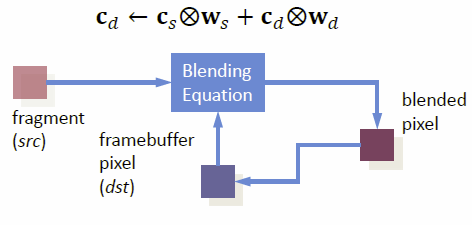 c_d ← c_s⊗w_s + c_d⊗w_d
Blending
Equation
fragment
(src)
framebuffer
pixel
(dst)
blended
pixel